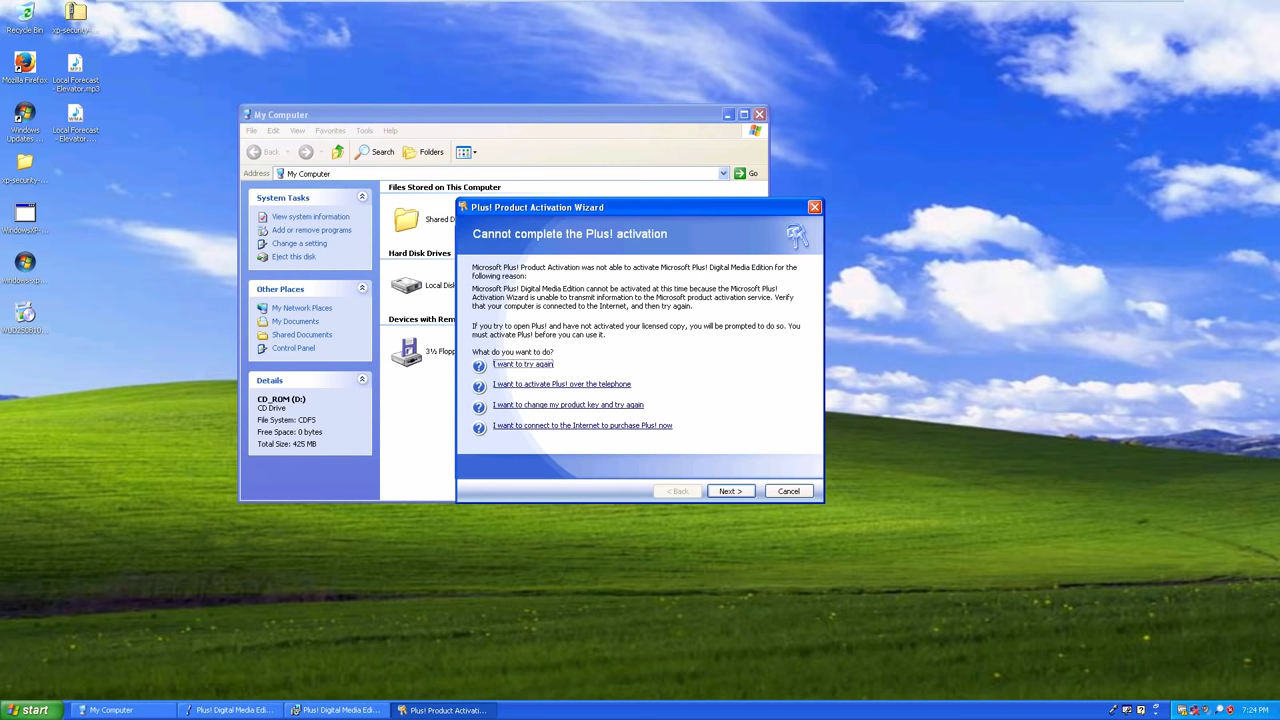 Recycle Bin
xp-security-...
Mozilla Firefox
Local Forecast
- Elevator.mp3
Windows
Updates ...
Local Forecast
- Elevator....
xp-security-...
WindowsXP-...
windows-xp...
My Computer
File Edit View Favorites Tools Help
Back Search Folders
Address My Computer Go
System Tasks
View system information
Add or remove programs
Change a setting
Eject this disk
Other Places
My Network Places
My Documents
Shared Documents
Control Panel
Details
CD_ROM (D:)
CD Drive
File System: CDFS
Free Space: 0 bytes
Total Size: 425 MB
Files Stored on This Computer
Shared D
Hard Disk Drives
Local Disk
Devices with Rem
3½ Flopp
Plus! Product Activation Wizard
Cannot complete the Plus! activation
Microsoft Plus! Product Activation was not able to activate Microsoft Plus! Digital Media Edition for the
following reason:
Microsoft Plus! Digital Media Edition cannot be activated at this time because the Microsoft Plus!
Activation Wizard is unable to transmit information to the Microsoft product activation service. Verify
that your computer is connected to the Internet, and then try again.
If you try to open Plus! and have not activated your licensed copy, you will be prompted to do so. You
must activate Plus! before you can use it.
What do you want to do?
I want to try again
I want to activate Plus! over the telephone
I want to change my product key and try again
I want to connect to the Internet to purchase Plus! now
< Back Next > Cancel
start My Computer Plus! Digital Media Edi... Plus! Digital Media Edi... Plus! Product Activati... 7:24 PM